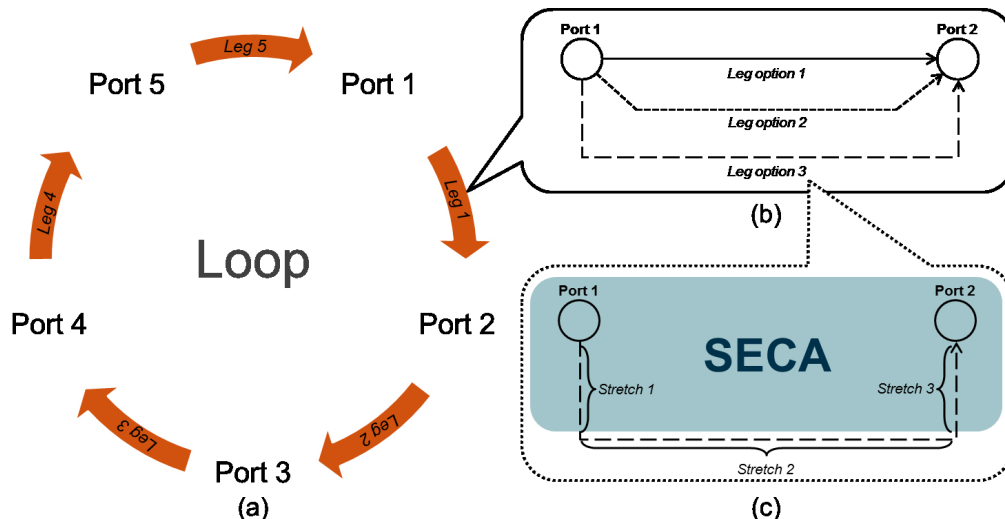 Leg 5
Port 5
Port 1
Leg 4
Leg 1
Loop
Port 4
Port 2
Leg 3
Leg 2
Port 3
(a)
Port 1
Port 2
Leg option 1
Leg option 2
Leg option 3
(b)
Port 1
Port 2
SECA
Stretch 1
Stretch 3
Stretch 2
(c)